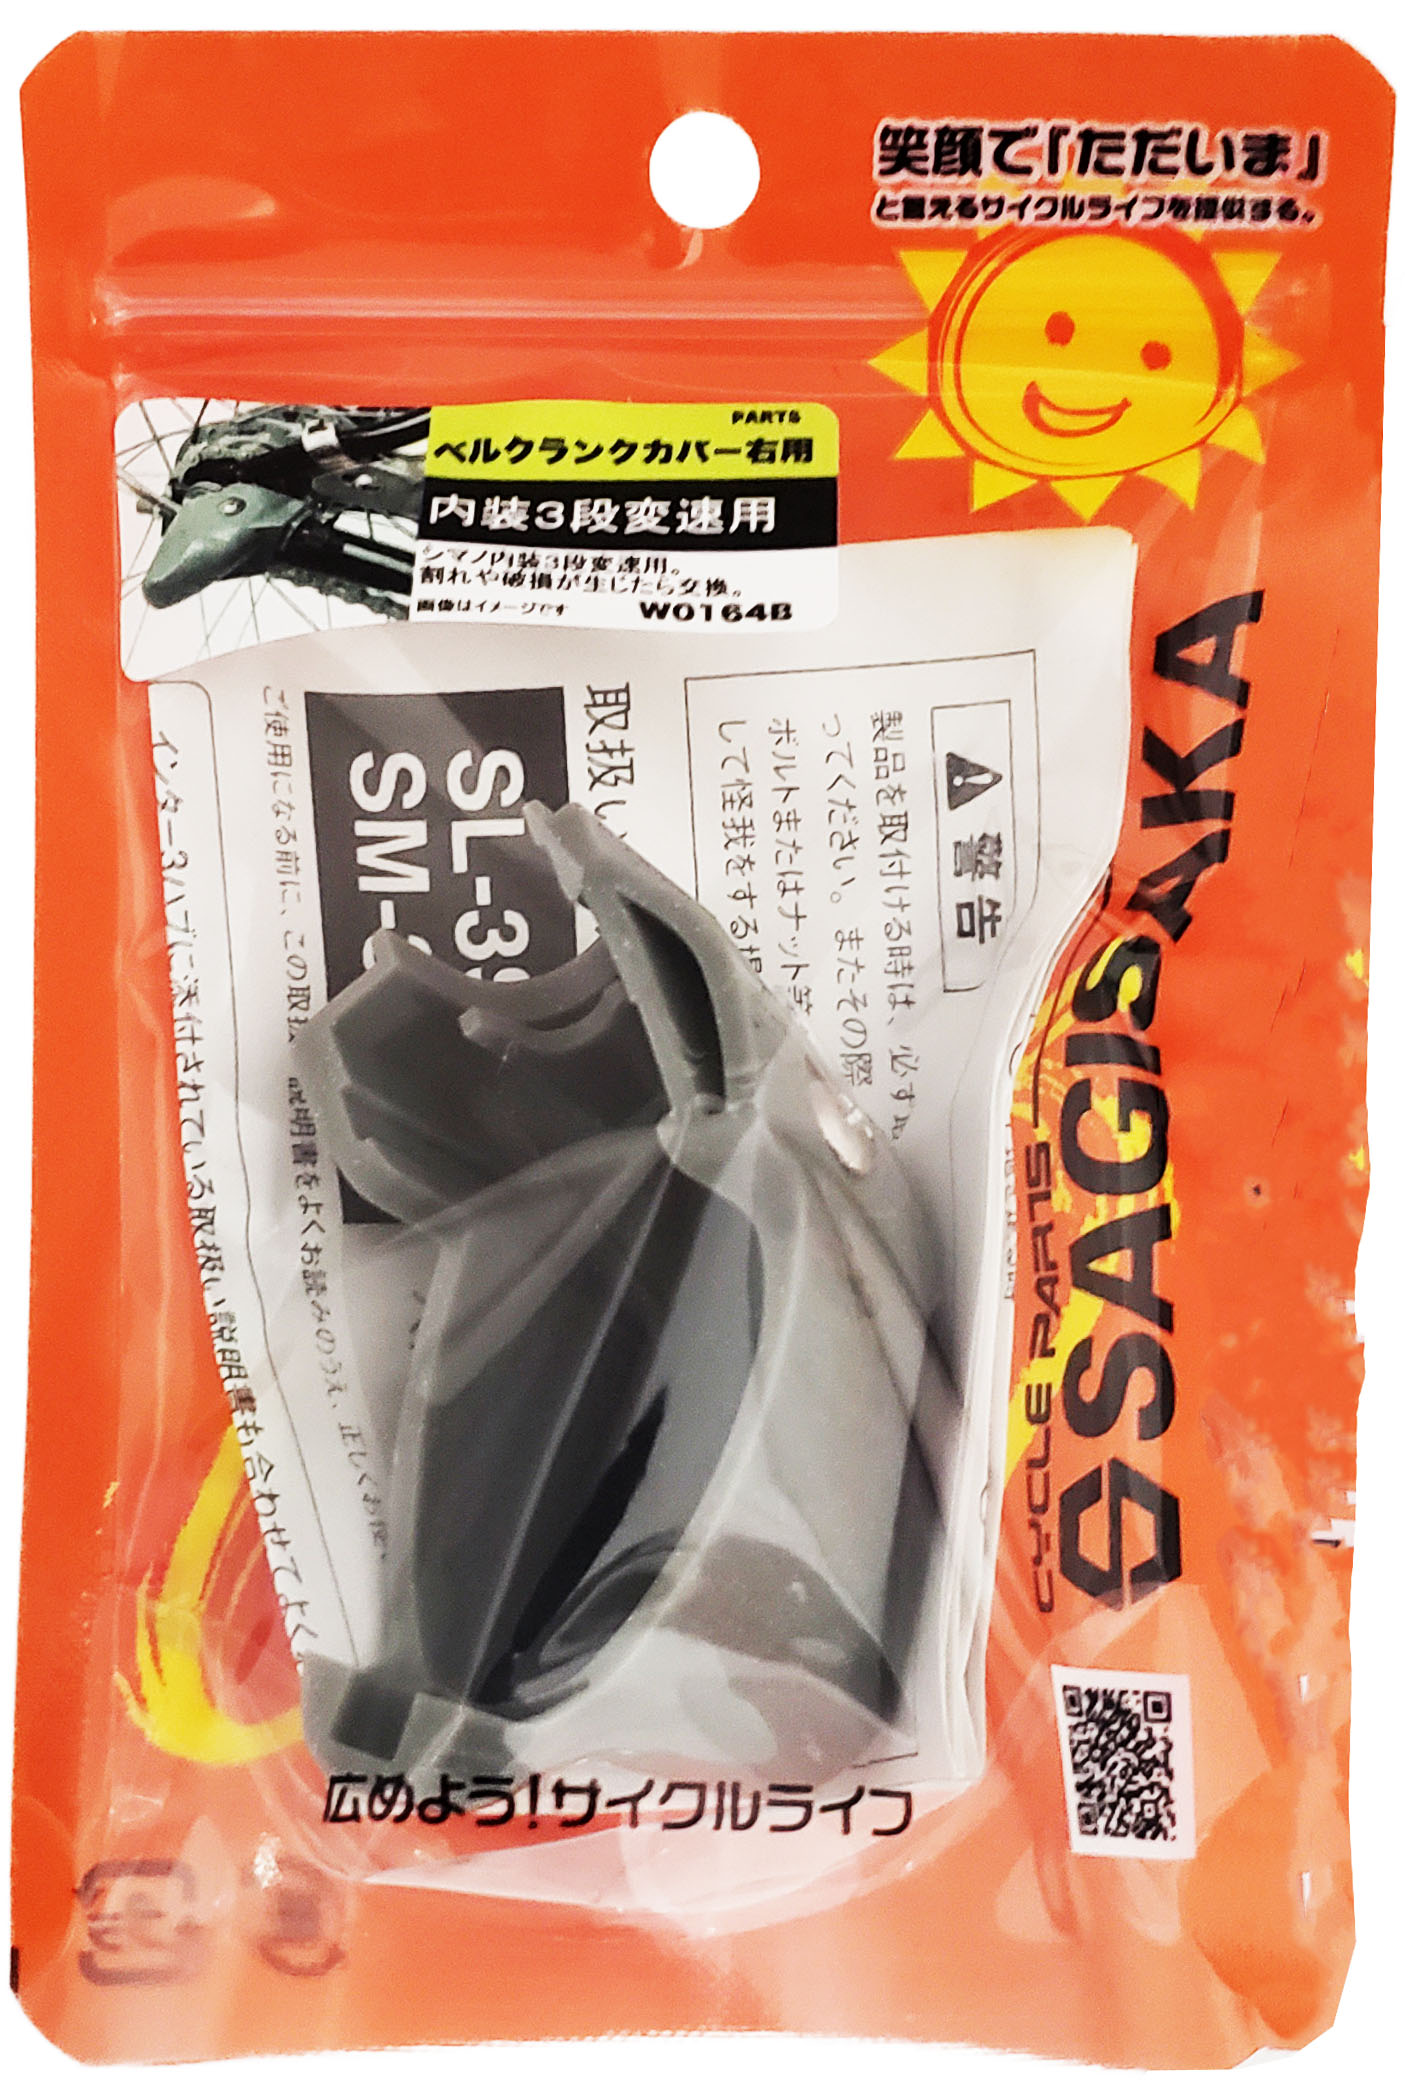 笑顔で『ただいま』
と言えるサイクルライフを提供する。
PARTS
ベルクランクカバー右用
内装3段変速用
シマノ内装3段変速用。
割れや破損が生じたら交換。
画像はイメージです
W0164B
警告
製品を取付ける時は、必ず
ってください。またその際
ボルトまたはナット等
して怪我をする場
取扱い
SL-3S
SM-
ご使用になる前に、この取扱
説明書をよくお読みのうえ、正しくお使
インター3ハブに添付されている取扱い説明書も合わせてよく
SAGISAKA
CYCLE PARTS
広めよう!サイクルライフ